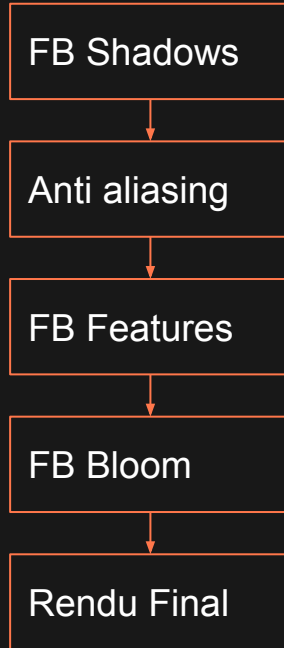 FB Shadows
Anti aliasing
FB Features
FB Bloom
Rendu Final